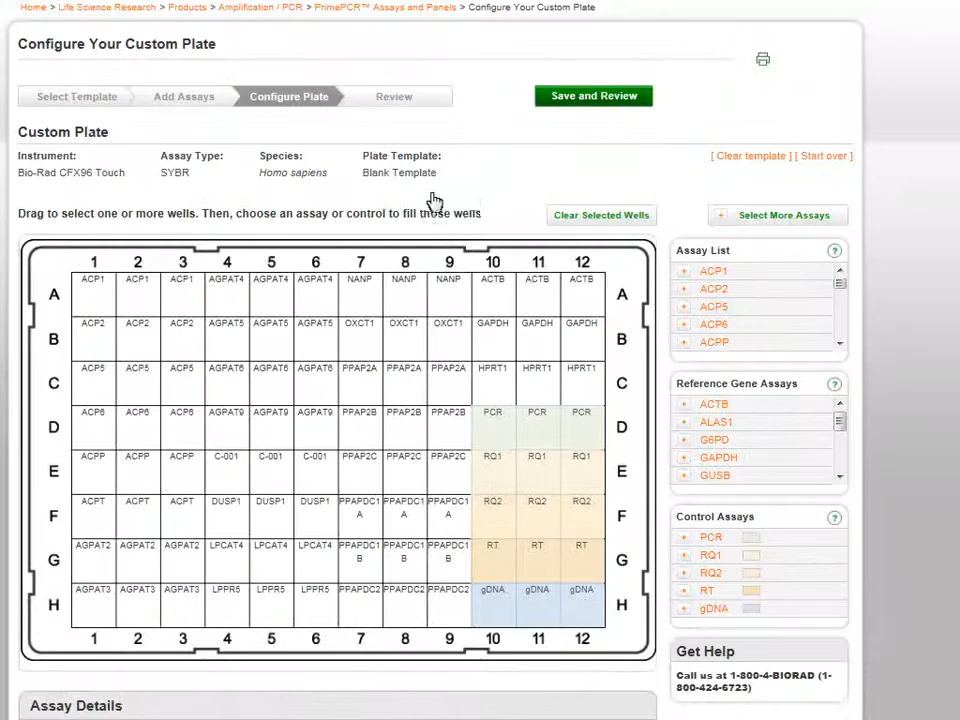 Home > Life Science Research > Products > Amplification / PCR > PrimePCR™ Assays and Panels > Configure Your Custom Plate
Configure Your Custom Plate
Select Template Add Assays Configure Plate Review
Save and Review
Custom Plate
Instrument: Assay Type: Species: Plate Template:
Bio-Rad CFX96 Touch SYBR Homo sapiens Blank Template
[ Clear template ] [ Start over ]
Drag to select one or more wells. Then, choose an assay or control to fill those wells
Clear Selected Wells
+ Select More Assays
1 2 3 4 5 6 7 8 9 10 11 12
A ACP1 ACP1 ACP1 AGPAT4 AGPAT4 AGPAT4 NANP NANP NANP ACTB ACTB ACTB A
B ACP2 ACP2 ACP2 AGPAT5 AGPAT5 AGPAT5 OXCT1 OXCT1 OXCT1 GAPDH GAPDH GAPDH B
C ACP5 ACP5 ACP5 AGPAT6 AGPAT6 AGPAT6 PPAP2A PPAP2A PPAP2A HPRT1 HPRT1 HPRT1 C
D ACP6 ACP6 ACP6 AGPAT9 AGPAT9 AGPAT9 PPAP2B PPAP2B PPAP2B PCR PCR PCR D
E ACPP ACPP ACPP C-001 C-001 C-001 PPAP2C PPAP2C PPAP2C RQ1 RQ1 RQ1 E
F ACPT ACPT ACPT DUSP1 DUSP1 DUSP1 PPAPDC1 PPAPDC1 PPAPDC1 RQ2 RQ2 RQ2 F
A A A
G AGPAT2 AGPAT2 AGPAT2 LPCAT4 LPCAT4 LPCAT4 PPAPDC1 PPAPDC1 PPAPDC1 RT RT RT G
B B B
H AGPAT3 AGPAT3 AGPAT3 LPPR5 LPPR5 LPPR5 PPAPDC2 PPAPDC2 PPAPDC2 gDNA gDNA gDNA H
1 2 3 4 5 6 7 8 9 10 11 12
Assay List ?
+ ACP1
+ ACP2
+ ACP5
+ ACP6
+ ACPP
Reference Gene Assays ?
+ ACTB
+ ALAS1
+ G6PD
+ GAPDH
+ GUSB
Control Assays ?
+ PCR
+ RQ1
+ RQ2
+ RT
+ gDNA
Get Help
Call us at 1-800-4-BIORAD (1-
800-424-6723)
Assay Details